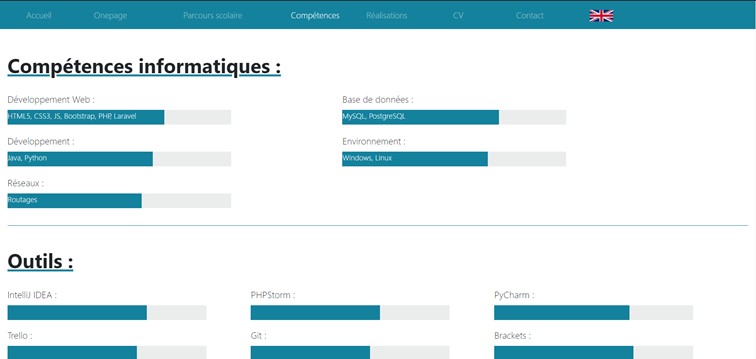 Accueil Onepage Parcours scolaire Compétences Réalisations CV Contact
Compétences informatiques :
Développement Web : Base de données :
HTML5, CSS3, JS, Bootstrap, PHP, Laravel MySQL, PostgreSQL
Développement : Environnement :
Java, Python Windows, Linux
Réseaux :
Routages
Outils :
IntelliJ IDEA : PHPStorm : PyCharm :
Trello : Git : Brackets :